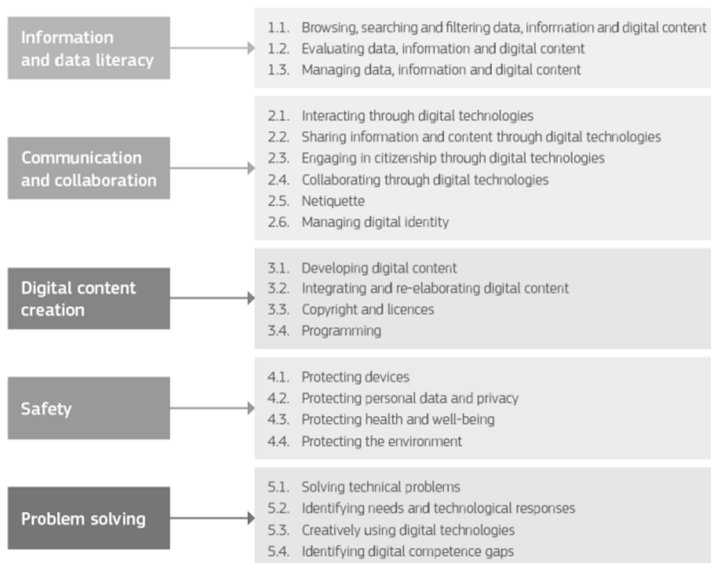 Information
and data literacy
1.1. Browsing, searching and filtering data, information and digital content
1.2. Evaluating data, information and digital content
1.3. Managing data, information and digital content
Communication
and collaboration
2.1. Interacting through digital technologies
2.2. Sharing information and content through digital technologies
2.3. Engaging in citizenship through digital technologies
2.4. Collaborating through digital technologies
2.5. Netiquette
2.6. Managing digital identity
Digital content
creation
3.1. Developing digital content
3.2. Integrating and re-elaborating digital content
3.3. Copyright and licences
3.4. Programming
Safety
4.1. Protecting devices
4.2. Protecting personal data and privacy
4.3. Protecting health and well-being
4.4. Protecting the environment
Problem solving
5.1. Solving technical problems
5.2. Identifying needs and technological responses
5.3. Creatively using digital technologies
5.4. Identifying digital competence gaps